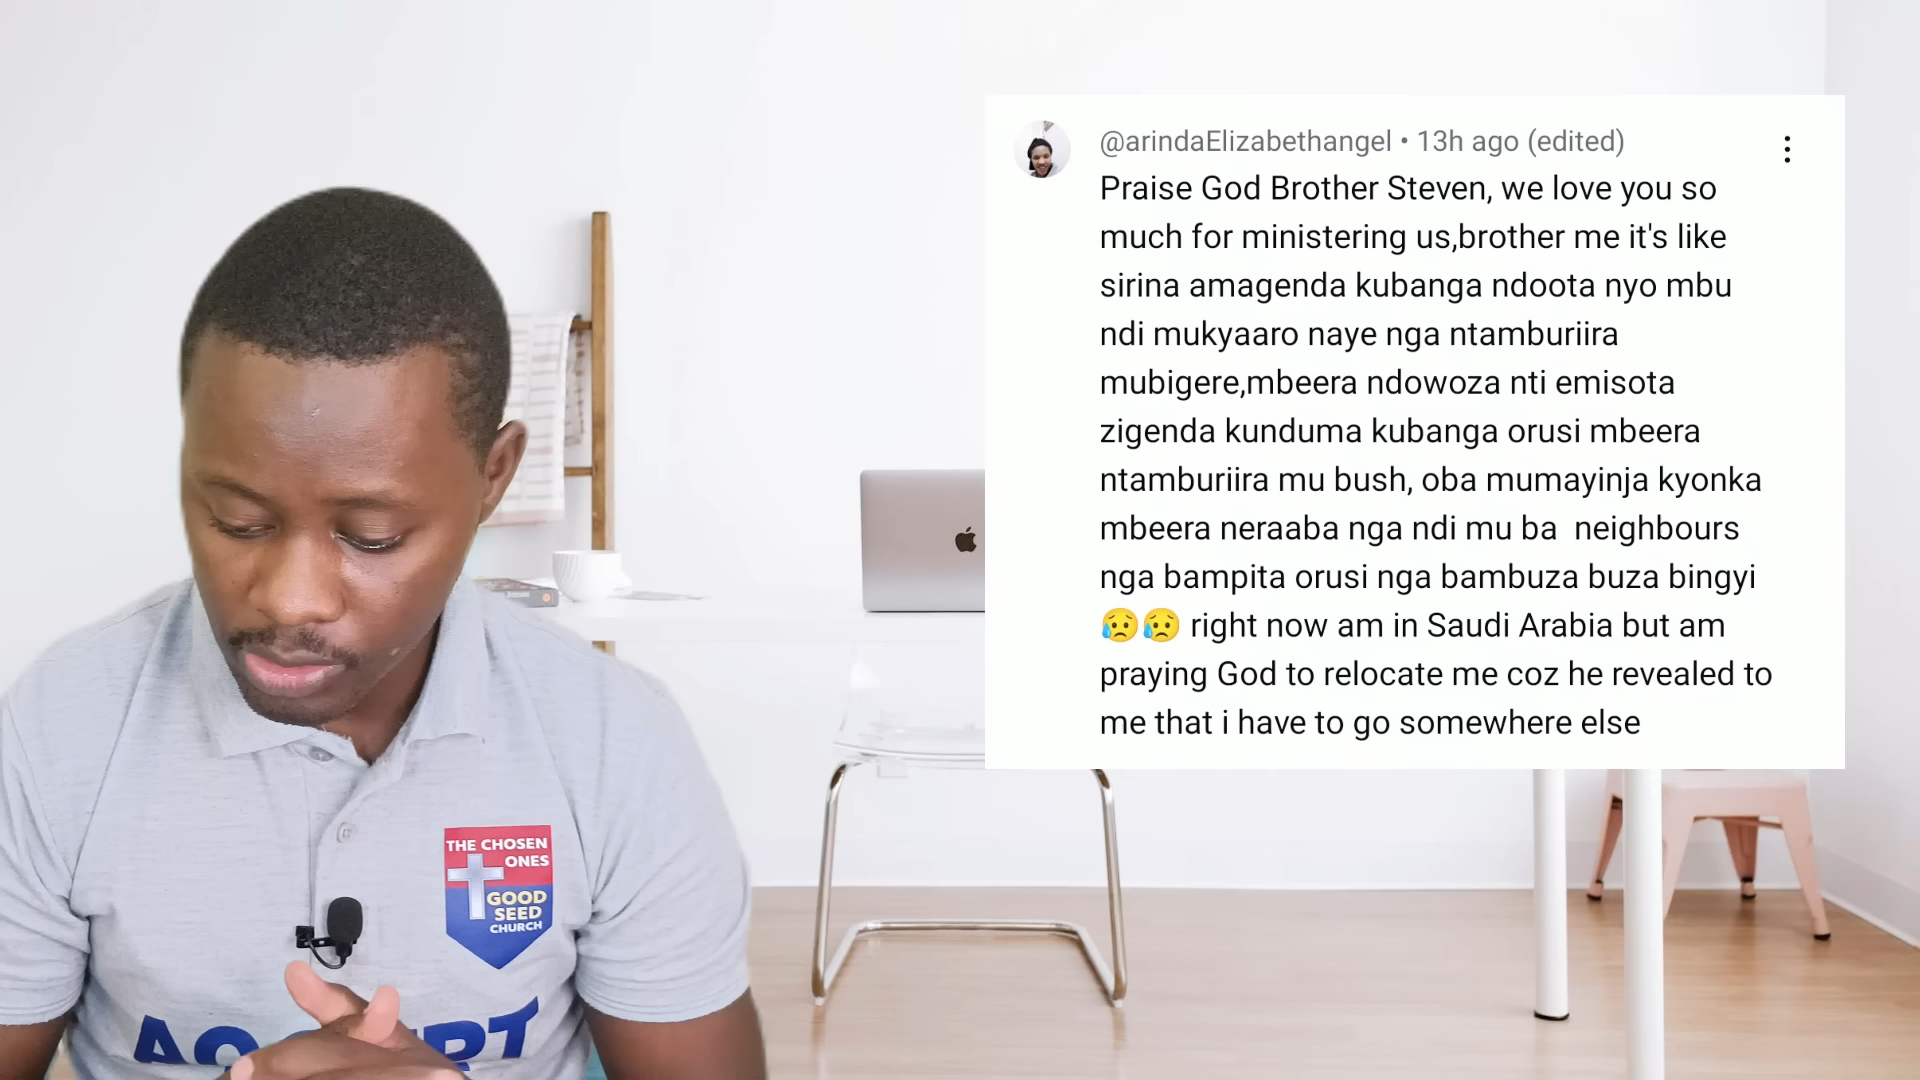 @arindaElizabethangel • 13h ago (edited)
Praise God Brother Steven, we love you so
much for ministering us,brother me it's like
sirina amagenda kubanga ndoota nyo mbu
ndi mukyaaro naye nga ntamburiira
mubigere,mbeera ndowoza nti emisota
zigenda kunduma kubanga orusi mbeera
ntamburiira mu bush, oba mumayinja kyonka
mbeera neraaba nga ndi mu ba  neighbours
nga bampita orusi nga bambuza buza bingyi
😥😥 right now am in Saudi Arabia but am
praying God to relocate me coz he revealed to
me that i have to go somewhere else
THE CHOSEN
ONES
GOOD
SEED
CHURCH